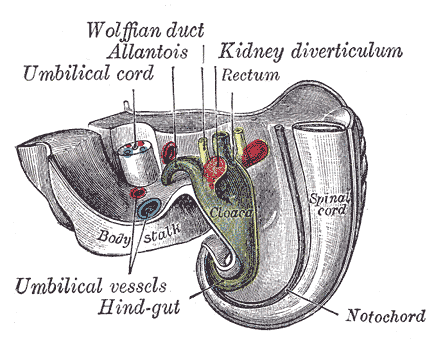 Wolffian duct
Allantois
Kidney diverticulum
Umbilical cord
Rectum
Spinal
cord
Cloaca
Body stalk
Umbilical vessels
Hind-gut
Notochord